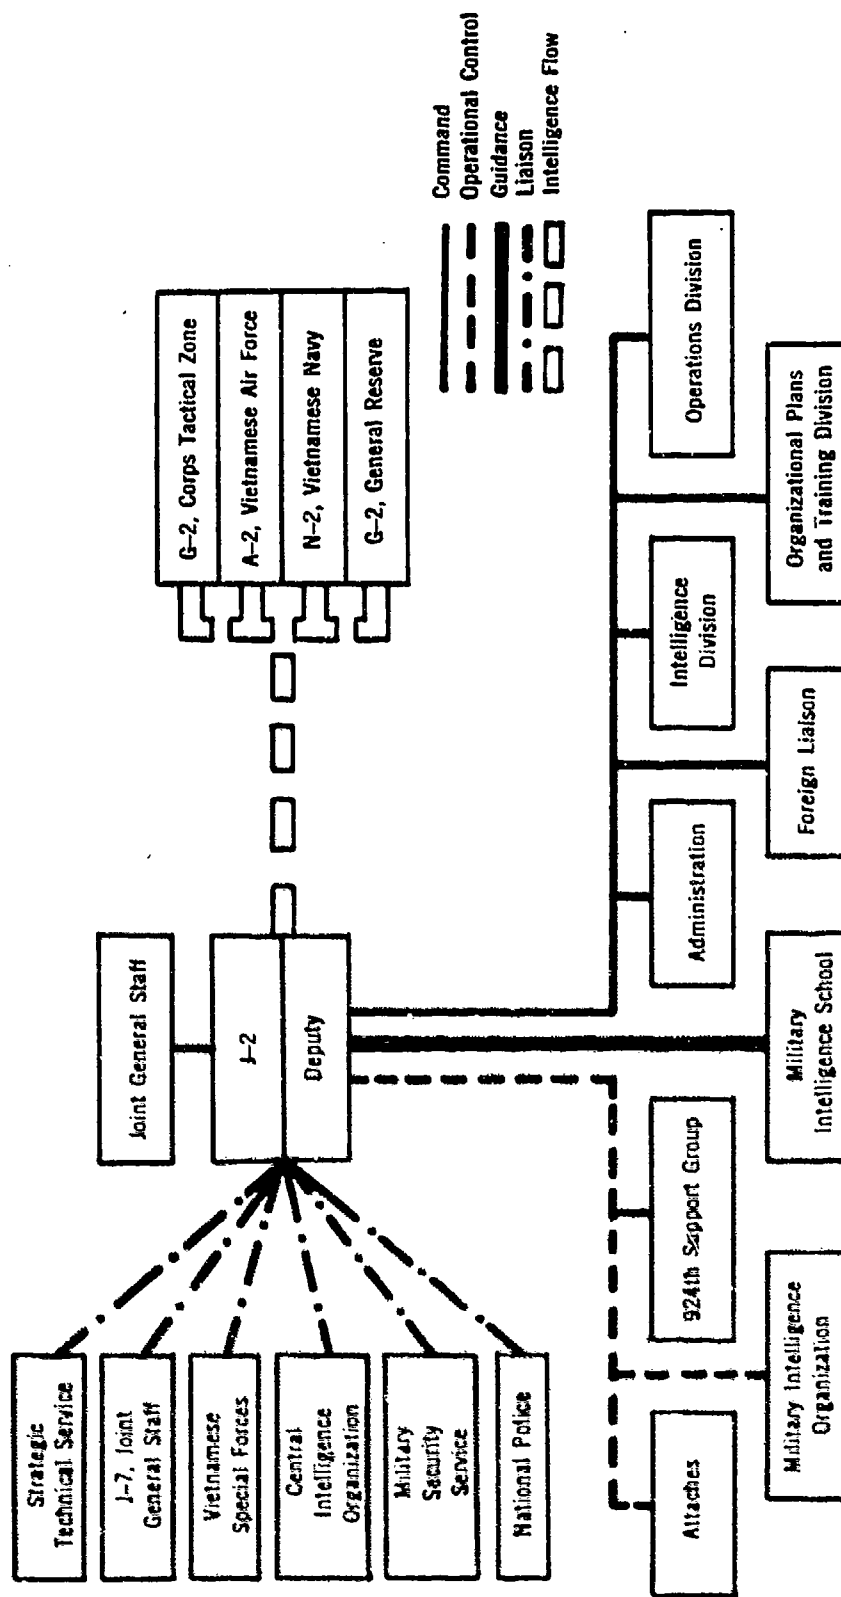 Strategic
Technical Service
J-7, Joint
General Staff
Vietnamese
Special Forces
Central
Intelligence
Organization
Military
Security
Service
National Police
Joint General Staff
J-2
Deputy
G-2, Corps Tactical Zone
A-2, Vietnamese Air Force
N-2, Vietnamese Navy
G-2, General Reserve
Command
Operational Control
Guidance
Liaison
Intelligence Flow
Attaches
924th Support Group
Administration
Intelligence
Division
Operations Division
Military Intelligence
Organization
Military
Intelligence School
Foreign Liaison
Organizational Plans
and Training Division